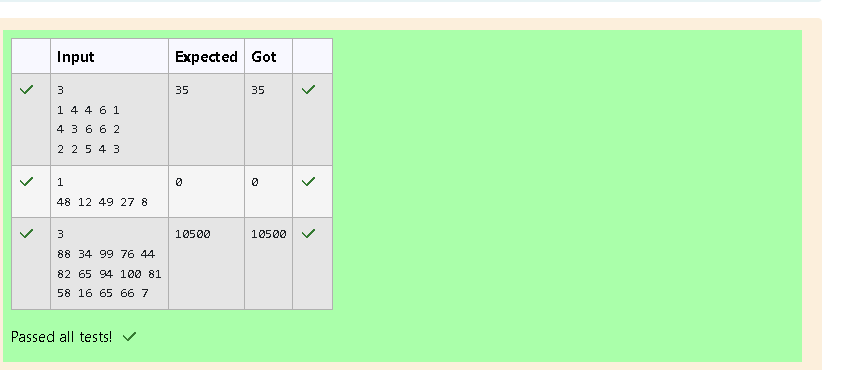 Input Expected Got
3 35 35
1 4 4 6 1
4 3 6 6 2
2 2 5 4 3
1 0 0
48 12 49 27 8
3 10500 10500
88 34 99 76 44
82 65 94 100 81
58 16 65 66 7
Passed all tests!